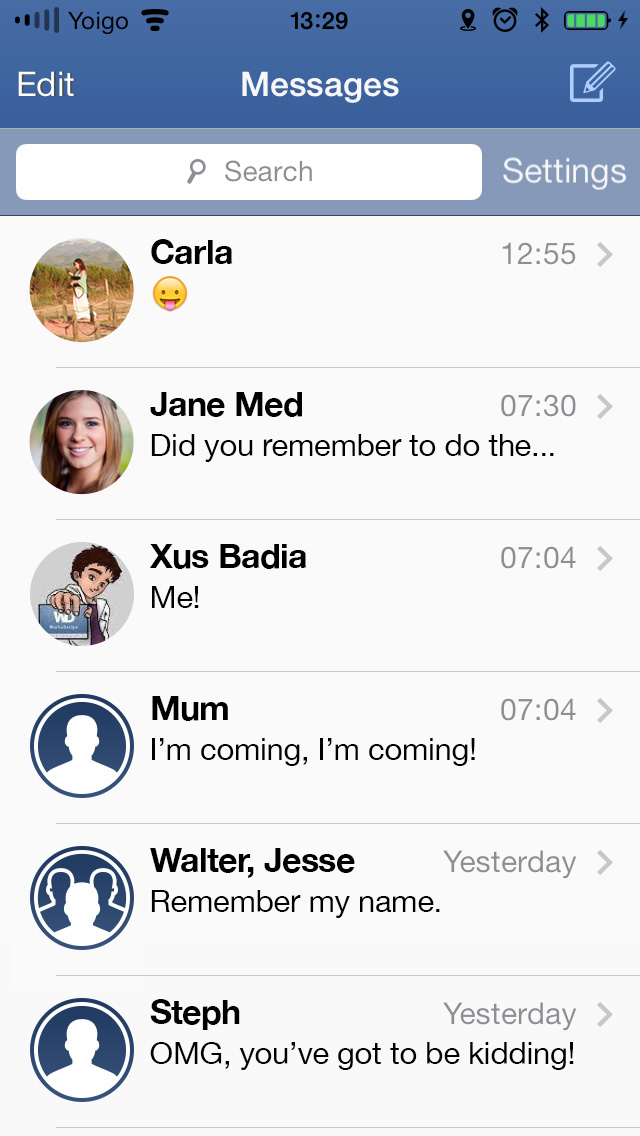 Yoigo 13:29
Edit Messages
Search Settings
Carla 12:55
Jane Med 07:30
Did you remember to do the...
Xus Badia 07:04
Me!
Mum 07:04
I’m coming, I’m coming!
Walter, Jesse Yesterday
Remember my name.
Steph Yesterday
OMG, you’ve got to be kidding!